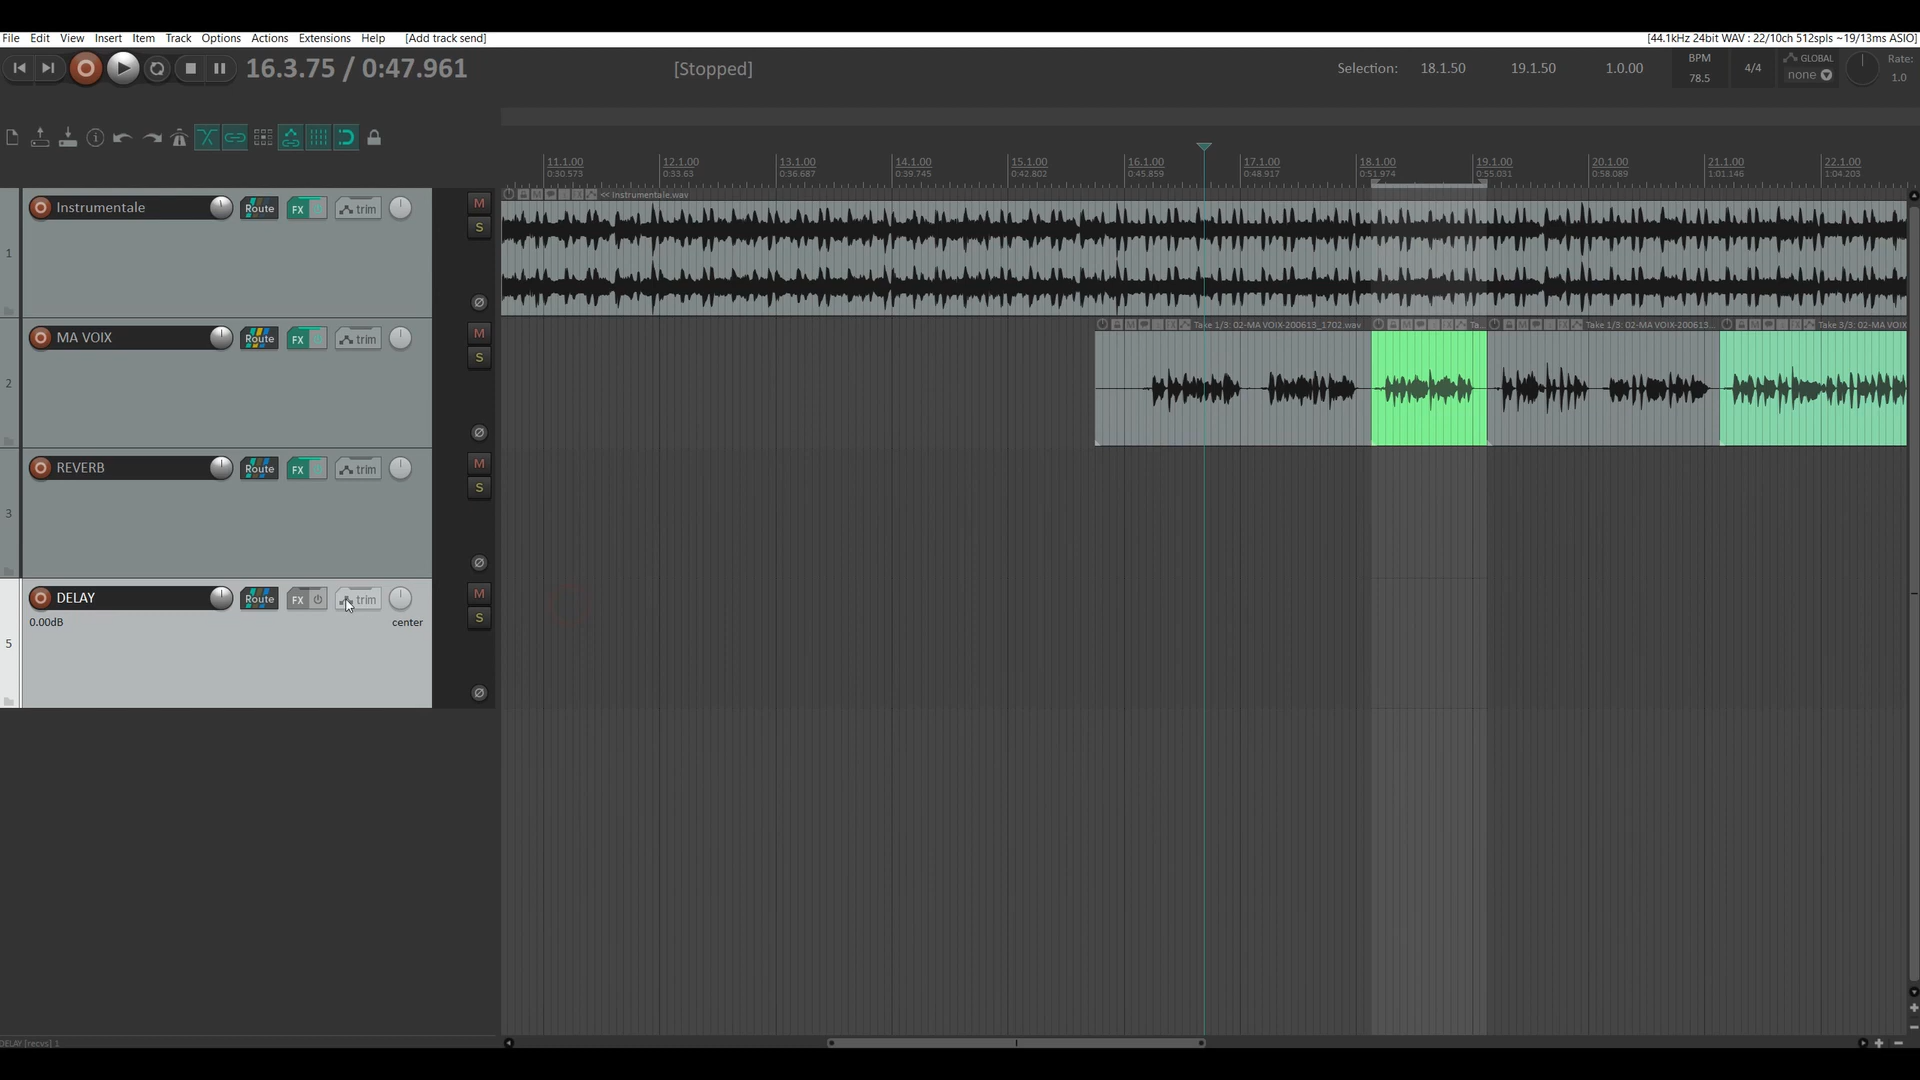 File Edit View Insert Item Track Options Actions Extensions Help [Add track send]
[44.1kHz 24bit WAV : 22/10ch 512spls ~19/13ms ASIO]
16.3.75 / 0:47.961
[Stopped]
Selection: 18.1.50 19.1.50 1.0.00
BPM
78.5
4/4
GLOBAL
none
Rate:
1.0
11.1.00 12.1.00 13.1.00 14.1.00 15.1.00 16.1.00 17.1.00 18.1.00 19.1.00 20.1.00 21.1.00 22.1.00
0:30.573 0:33.63 0:36.687 0:39.745 0:42.802 0:45.859 0:48.917 0:51.974 0:55.031 0:58.089 1:01.146 1:04.203
<< Instrumentale.wav
1 Instrumentale Route FX trim M
S
Take 1/3: 02-MA VOIX-200613_1702.wav Ta... Take 1/3: 02-MA VOIX-200613... Take 3/3: 02-MA VOIX
2 MA VOIX Route FX trim M
S
3 REVERB Route FX trim M
S
5 DELAY Route FX trim M
0.00dB center S
DELAY [recvs] 1